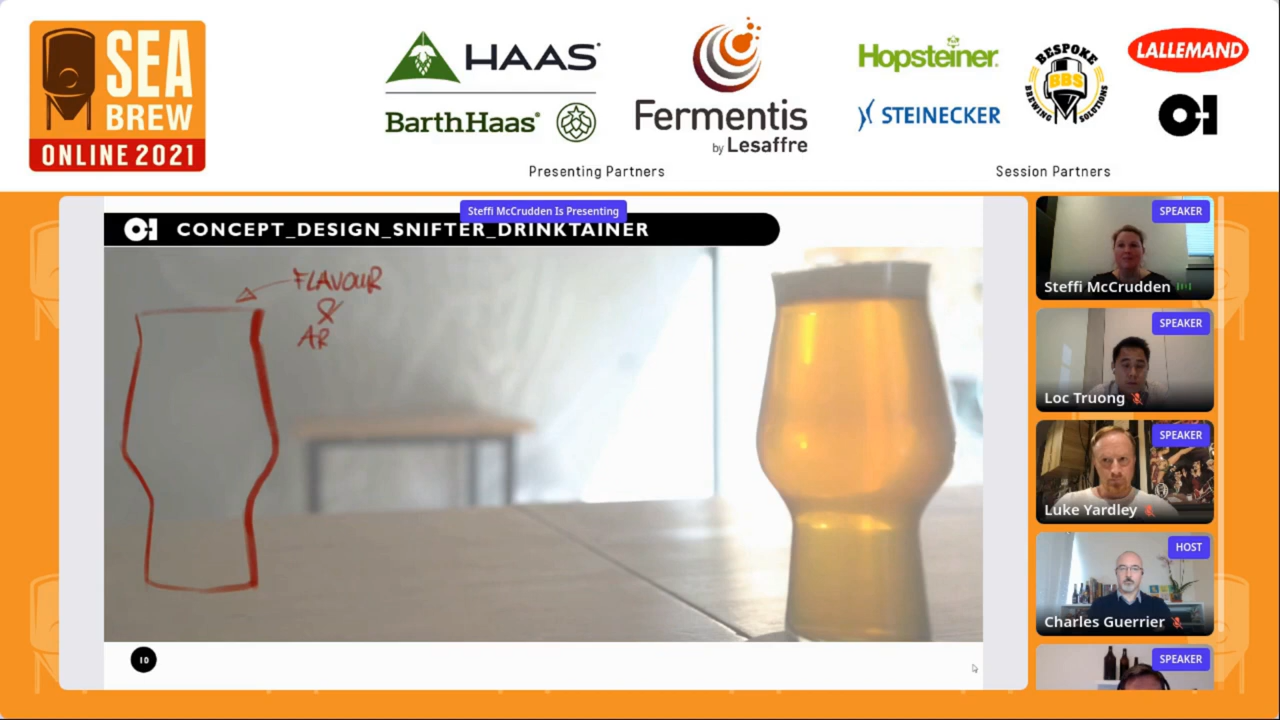 SEA
BREW
ONLINE 2021
HAAS
BarthHaas
Fermentis
by Lesaffre
Hopsteiner
STEINECKER
BESPOKE
BBS
BREWING SOLUTIONS
LALLEMAND
O-I
Presenting Partners
Session Partners
Steffi McCrudden Is Presenting
O-I CONCEPT_DESIGN_SNIFTER_DRINKTAINER
FLAVOUR
&
AR
10
SPEAKER
Steffi McCrudden
SPEAKER
Loc Truong
SPEAKER
Luke Yardley
HOST
Charles Guerrier
SPEAKER